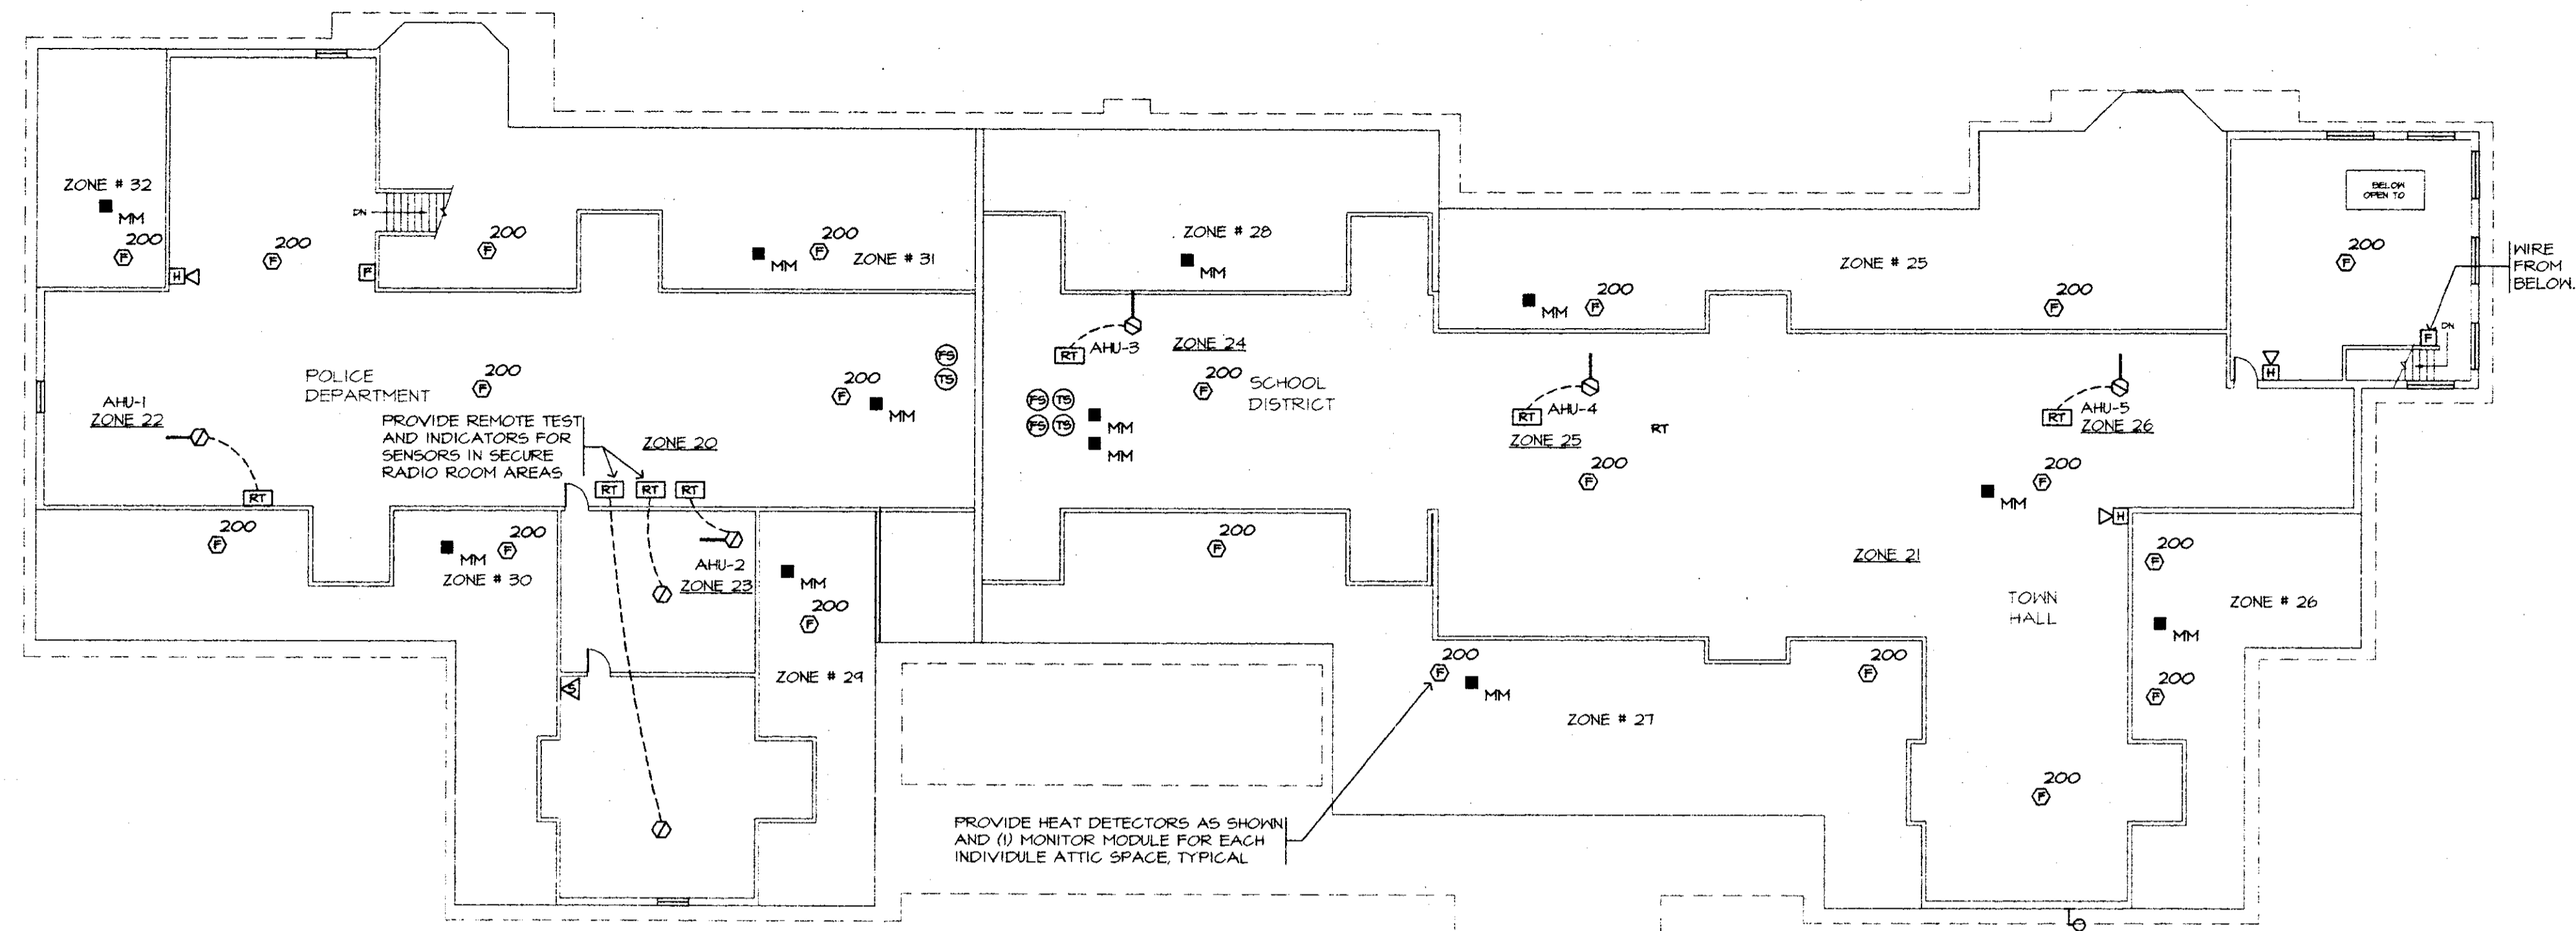 ZONE # 32
MM
200
F
H
200
F
DN
F
200
F
MM
200
F
ZONE # 31
POLICE
DEPARTMENT
200
F
200
F
MM
FS
TS
AHU-1
ZONE 22
RT
PROVIDE REMOTE TEST
AND INDICATORS FOR
SENSORS IN SECURE
RADIO ROOM AREAS
ZONE 20
RT
RT
RT
200
F
MM
200
F
ZONE # 30
AHU-2
ZONE 23
MM
200
F
ZONE # 29
S
ZONE # 28
MM
RT
AHU-3
ZONE 24
200
F
SCHOOL
DISTRICT
FS
TS
FS
TS
MM
MM
200
F
ZONE # 25
MM
200
F
200
F
RT
AHU-4
ZONE 25
RT
200
F
RT
AHU-5
ZONE 26
200
F
MM
BELOW
OPEN TO
200
F
WIRE
FROM
BELOW.
F
DN
H
H
ZONE 21
TOWN
HALL
200
F
ZONE # 26
MM
200
F
200
F
MM
200
F
ZONE # 27
200
F
PROVIDE HEAT DETECTORS AS SHOWN
AND (1) MONITOR MODULE FOR EACH
INDIVIDULE ATTIC SPACE, TYPICAL